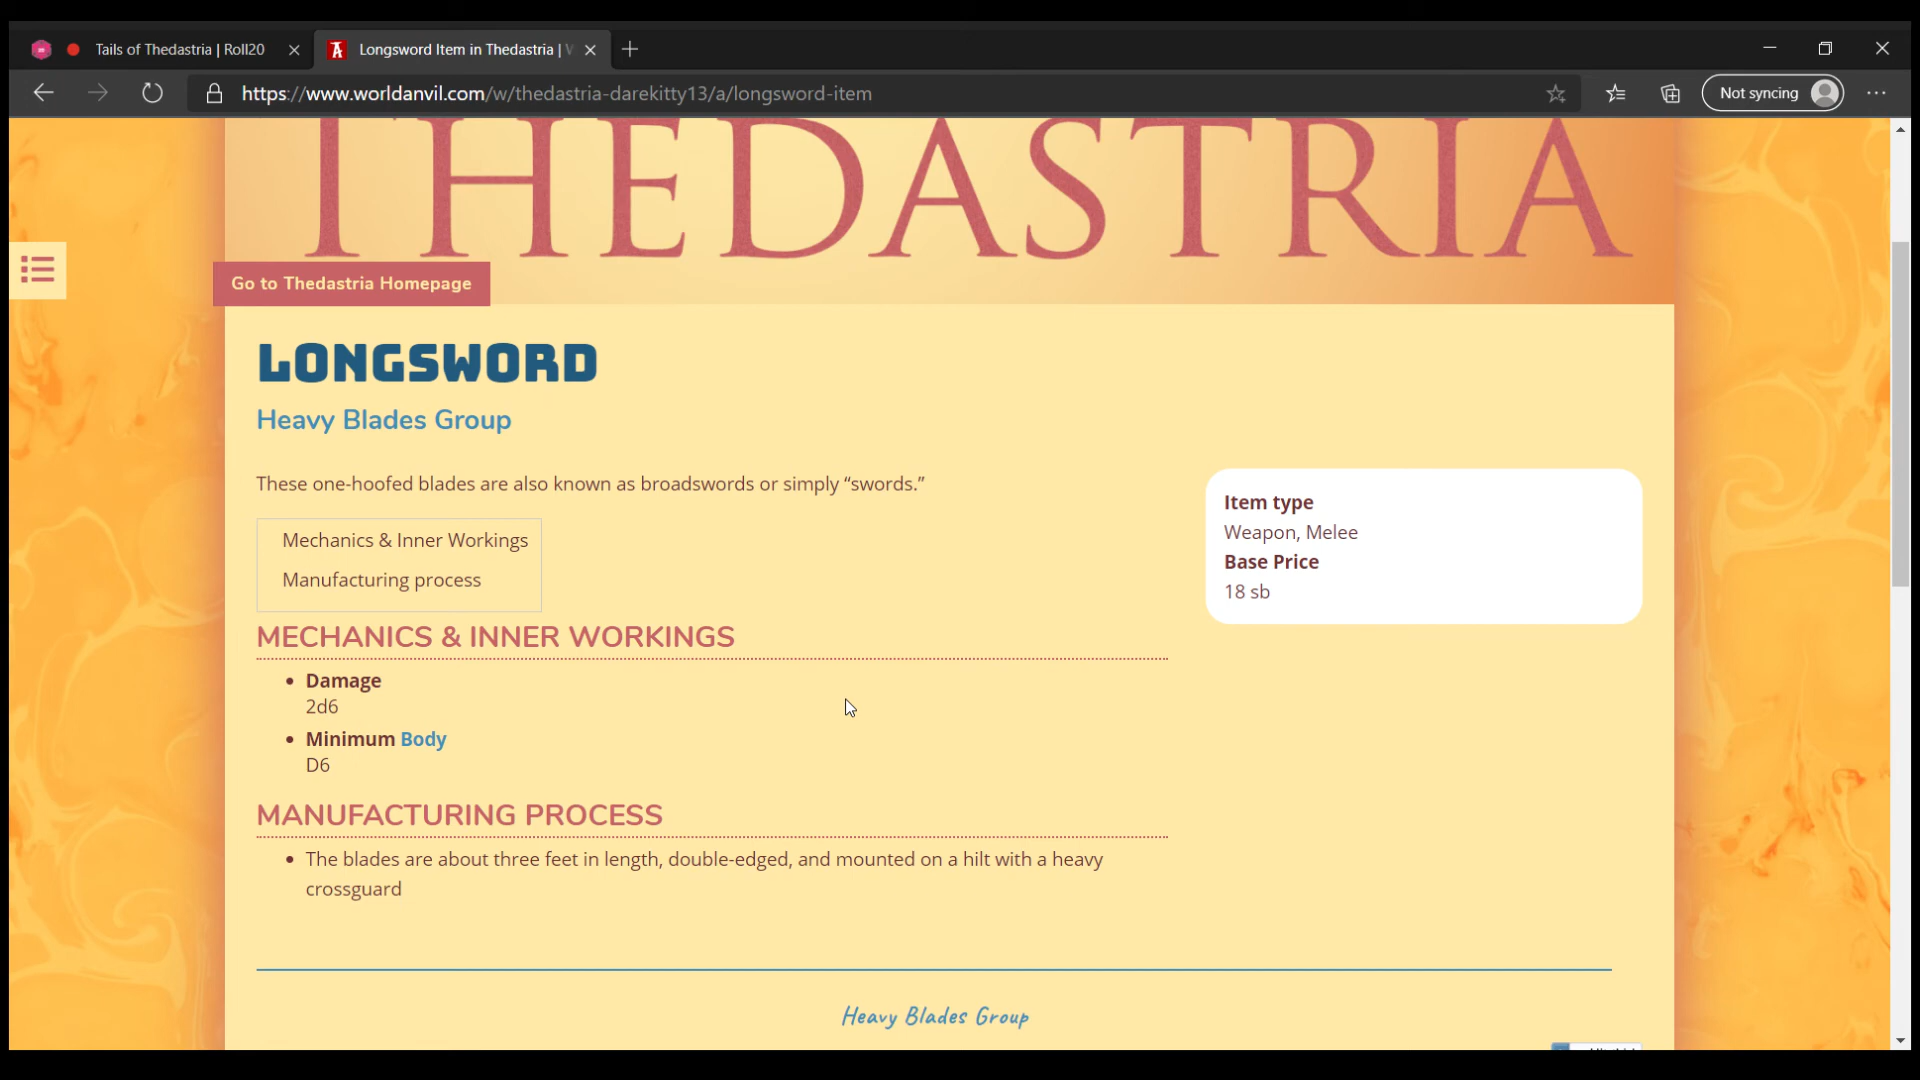 Tails of Thedastria | Roll20
Longsword Item in Thedastria |
https://www.worldanvil.com/w/thedastria-darekitty13/a/longsword-item
Not syncing
THEDASTRIA
Go to Thedastria Homepage
LONGSWORD
Heavy Blades Group
These one-hoofed blades are also known as broadswords or simply “swords.”
Mechanics & Inner Workings
Manufacturing process
Item type
Weapon, Melee
Base Price
18 sb
MECHANICS & INNER WORKINGS
• Damage
2d6
• Minimum Body
D6
MANUFACTURING PROCESS
• The blades are about three feet in length, double-edged, and mounted on a hilt with a heavy
crossguard
Heavy Blades Group